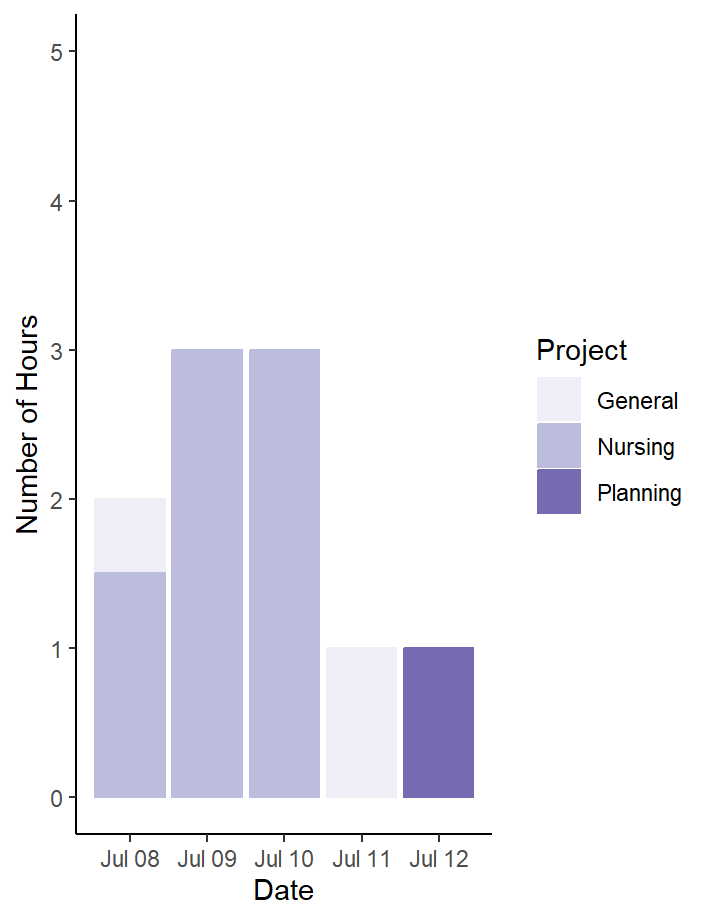 5
4
3
2
1
0
Number of Hours
Jul 08 Jul 09 Jul 10 Jul 11 Jul 12
Date
Project
General
Nursing
Planning